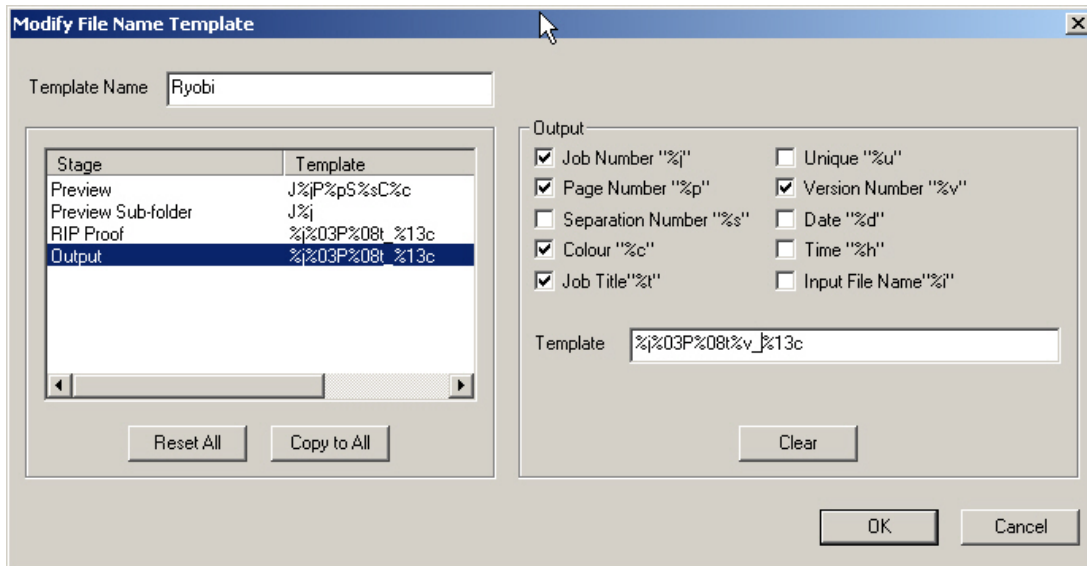 Modify File Name Template
Template Name Ryobi
Stage Template
Preview J%jP%pS%sC%c
Preview Sub-folder J%j
RIP Proof %j%03P%08t_%13c
Output %j%03P%08t_%13c
Reset All Copy to All
Output
Job Number "%j" Unique "%u"
Page Number "%p" Version Number "%v"
Separation Number "%s" Date "%d"
Colour "%c" Time "%h"
Job Title"%t" Input File Name"%i"
Template %j%03P%08t%v_%13c
Clear
OK Cancel